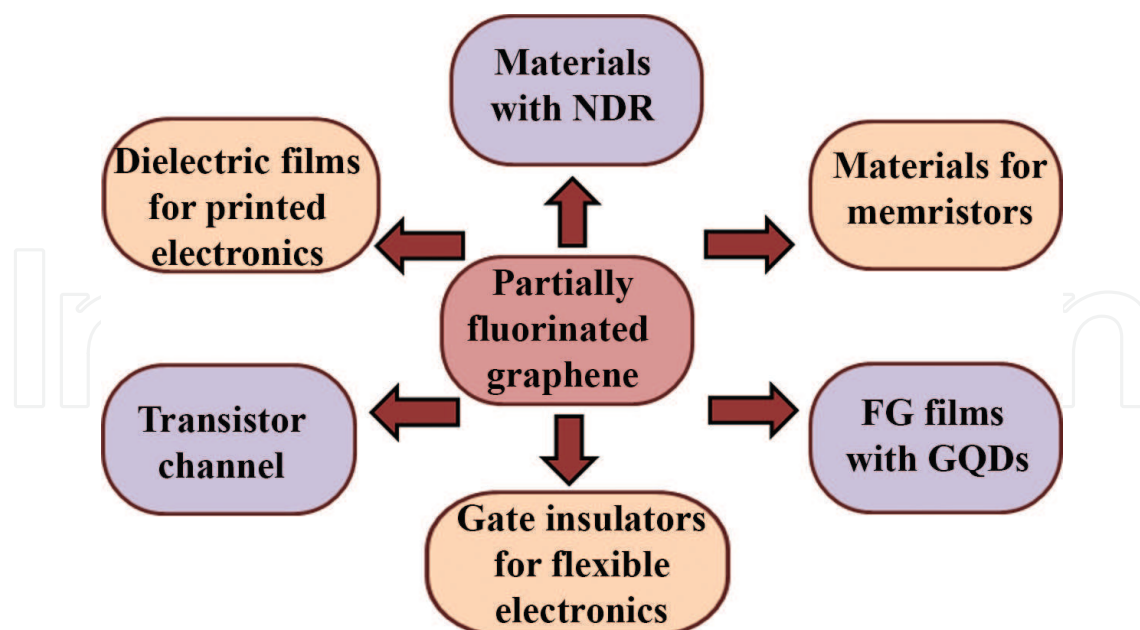 Materials
with NDR
Dielectric films
for printed
electronics
Materials for
memristors
Partially
fluorinated
graphene
Transistor
channel
FG films
with GQDs
Gate insulators
for flexible
electronics